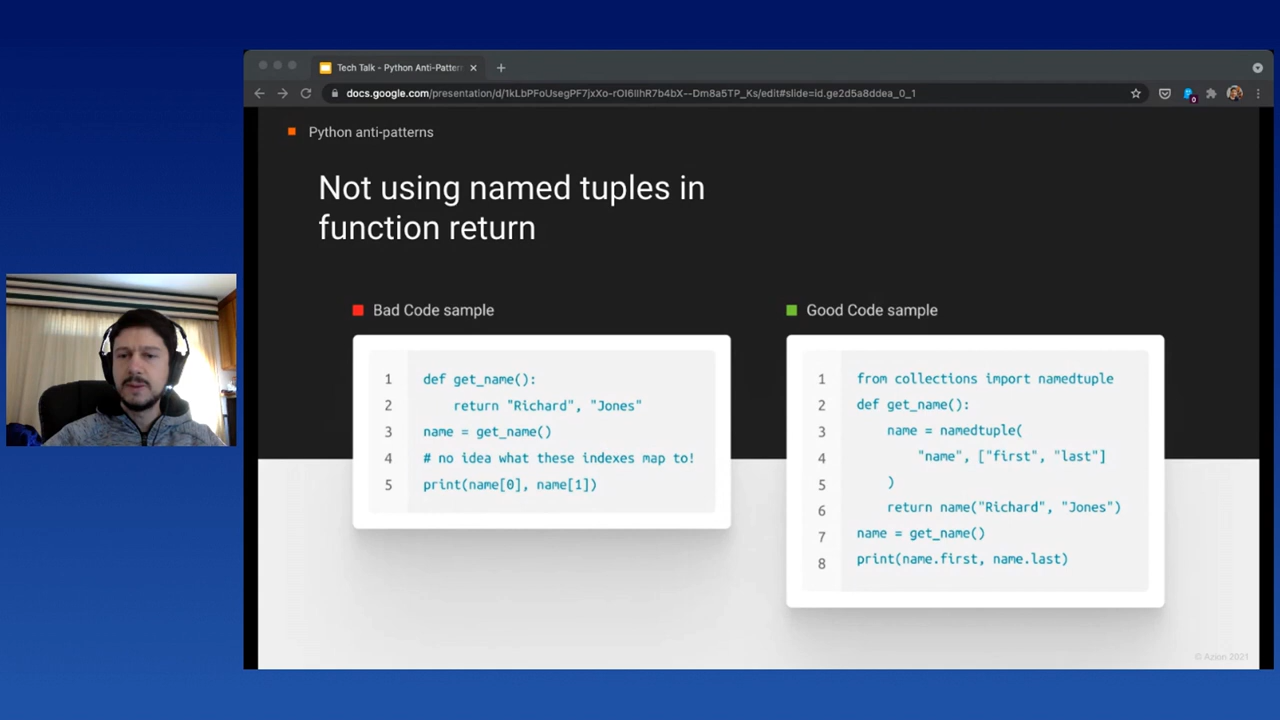 Tech Talk - Python Anti-Patterr
docs.google.com/presentation/d/1kLbPFoUsegPF7jxXo-rOI6IlhR7b4bX--Dm8a5TP_Ks/edit#slide=id.ge2d5a8ddea_0_1
Python anti-patterns
Not using named tuples in
function return
Bad Code sample
1 def get_name():
2 return "Richard", "Jones"
3 name = get_name()
4 # no idea what these indexes map to!
5 print(name[0], name[1])
Good Code sample
1 from collections import namedtuple
2 def get_name():
3 name = namedtuple(
4 "name", ["first", "last"]
5 )
6 return name("Richard", "Jones")
7 name = get_name()
8 print(name.first, name.last)
© Azion 2021